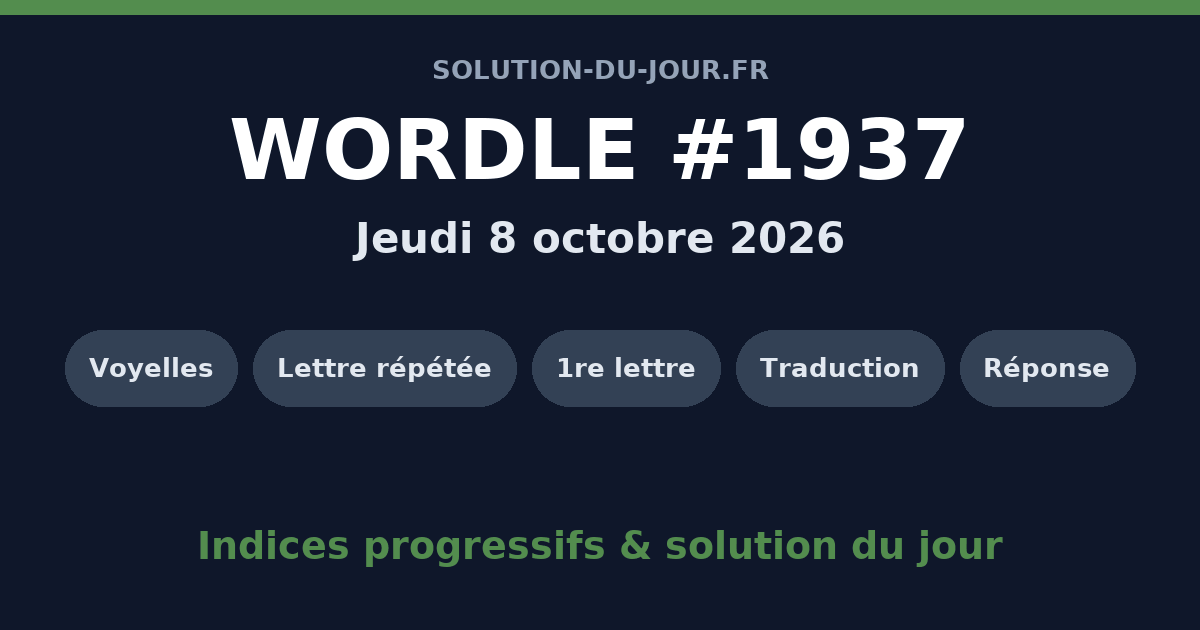 SOLUTION-DU-JOUR.FR
WORDLE #1937
Jeudi 8 octobre 2026
Voyelles Lettre répétée 1re lettre Traduction Réponse
Indices progressifs & solution du jour